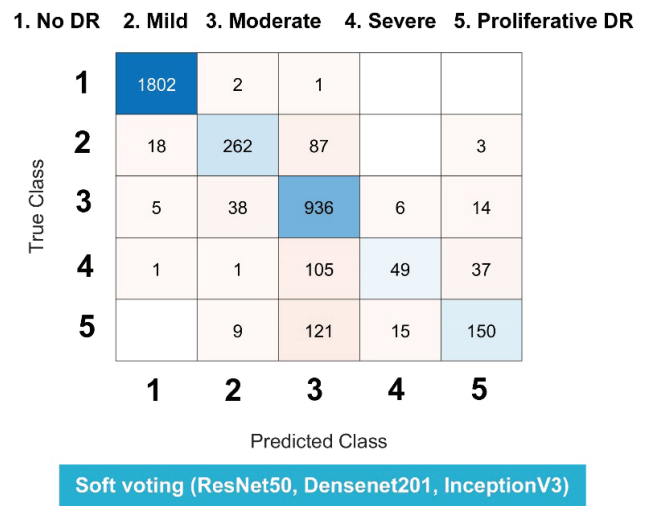 1. No DR 2. Mild 3. Moderate 4. Severe 5. Proliferative DR
1 1802 2 1
2 18 262 87 3
3 5 38 936 6 14
4 1 1 105 49 37
5 9 121 15 150
True Class
1 2 3 4 5
Predicted Class
Soft voting (ResNet50, Densenet201, InceptionV3)